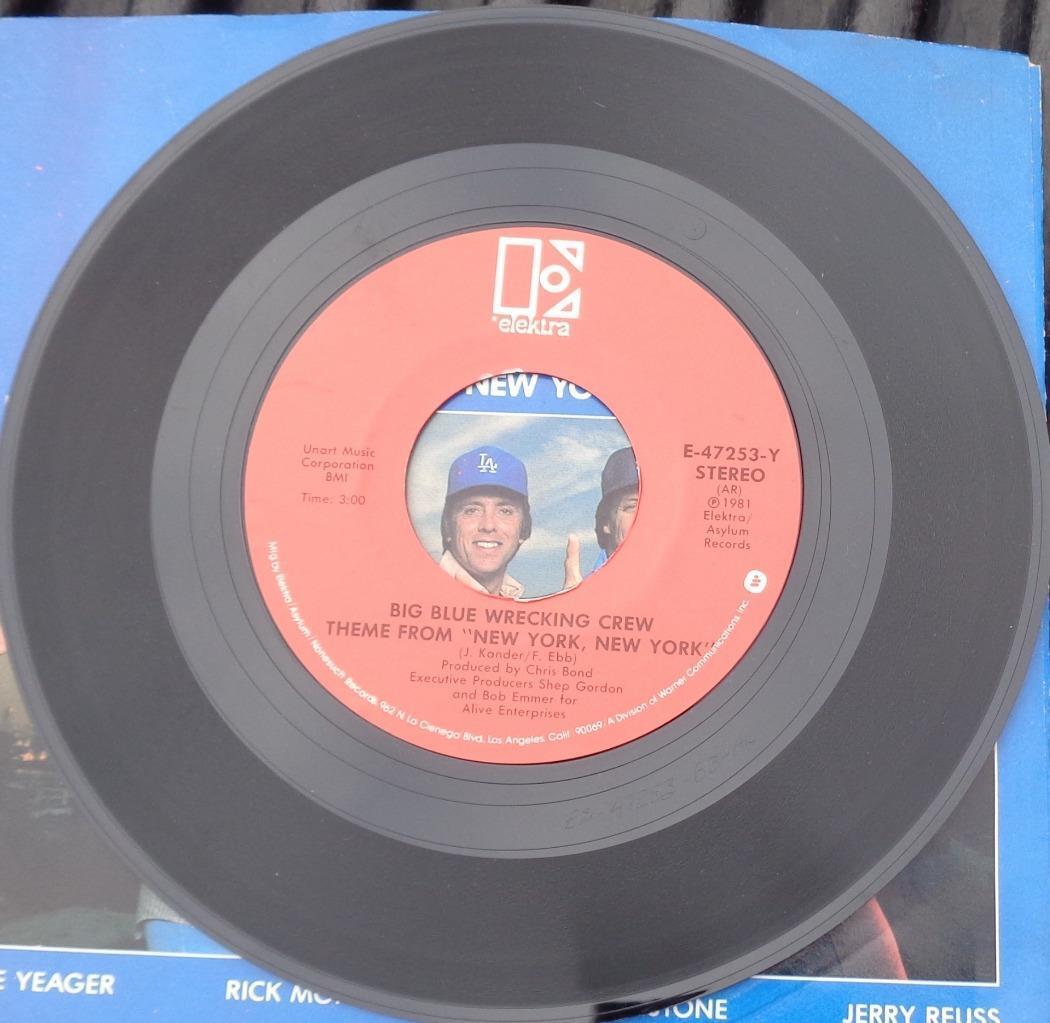 elektra
NEW YO
LA
Unart Music
Corporation
BMI
Time: 3:00
E-47253-Y
STEREO
(AR)
℗ 1981
Elektra/
Asylum
Records
BIG BLUE WRECKING CREW
THEME FROM "NEW YORK, NEW YORK"
(J. Kander/F. Ebb)
Produced by Chris Bond
Executive Producers Shep Gordon
and Bob Emmer for
Alive Enterprises
Mfg by Elektra/Asylum/Nonesuch Records, 962 N. La Cienega Blvd., Los Angeles, Calif. 90069/A Division of Warner Communications, Inc.
E YEAGER
RICK MO
STONE
JERRY REUSS